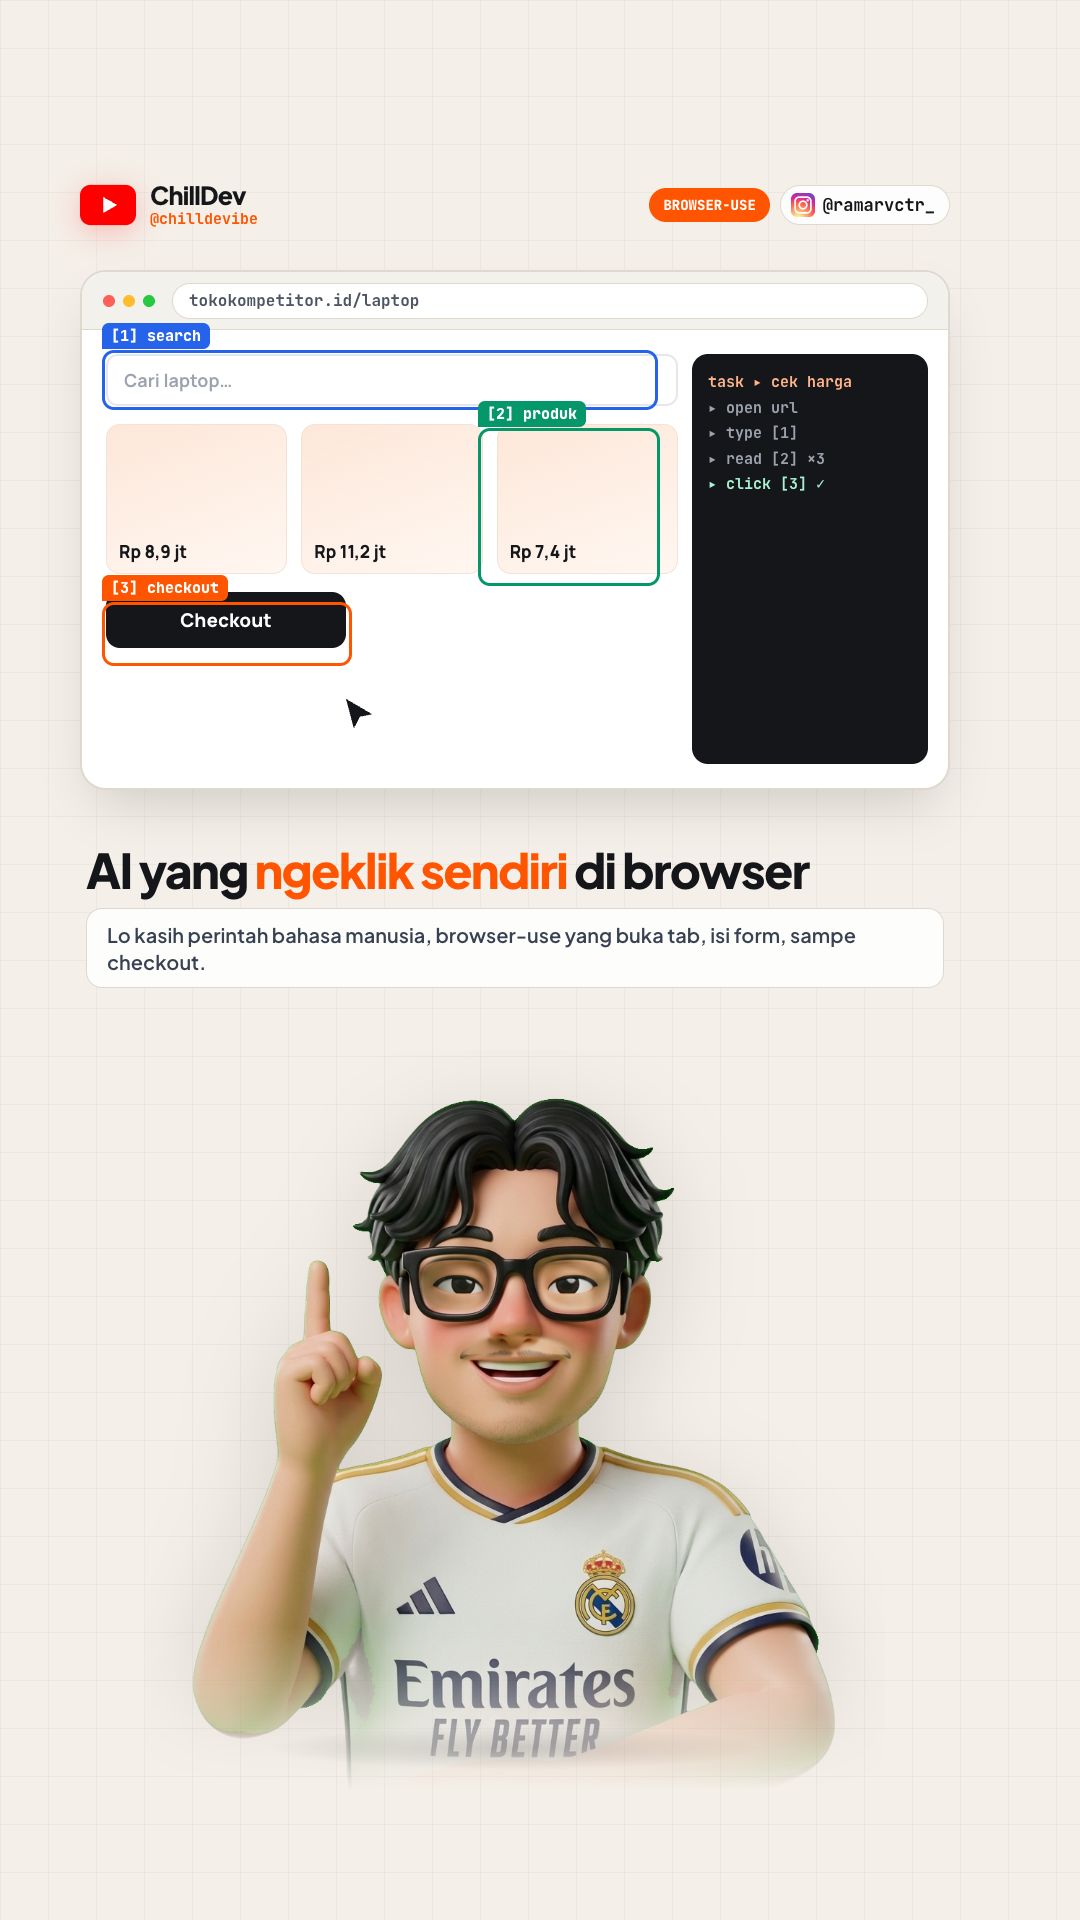 ChillDev
@chilldevibe
BROWSER-USE
@ramarvctr_
tokokompetitor.id/laptop
[1] search
Cari laptop...
[2] produk
Rp 8,9 jt
Rp 11,2 jt
Rp 7,4 jt
[3] checkout
Checkout
task ▸ cek harga
▸ open url
▸ type [1]
▸ read [2] ×3
▸ click [3] ✓
AI yang ngeklik sendiri di browser
Lo kasih perintah bahasa manusia, browser-use yang buka tab, isi form, sampe
checkout.
hp
Emirates
FLY BETTER